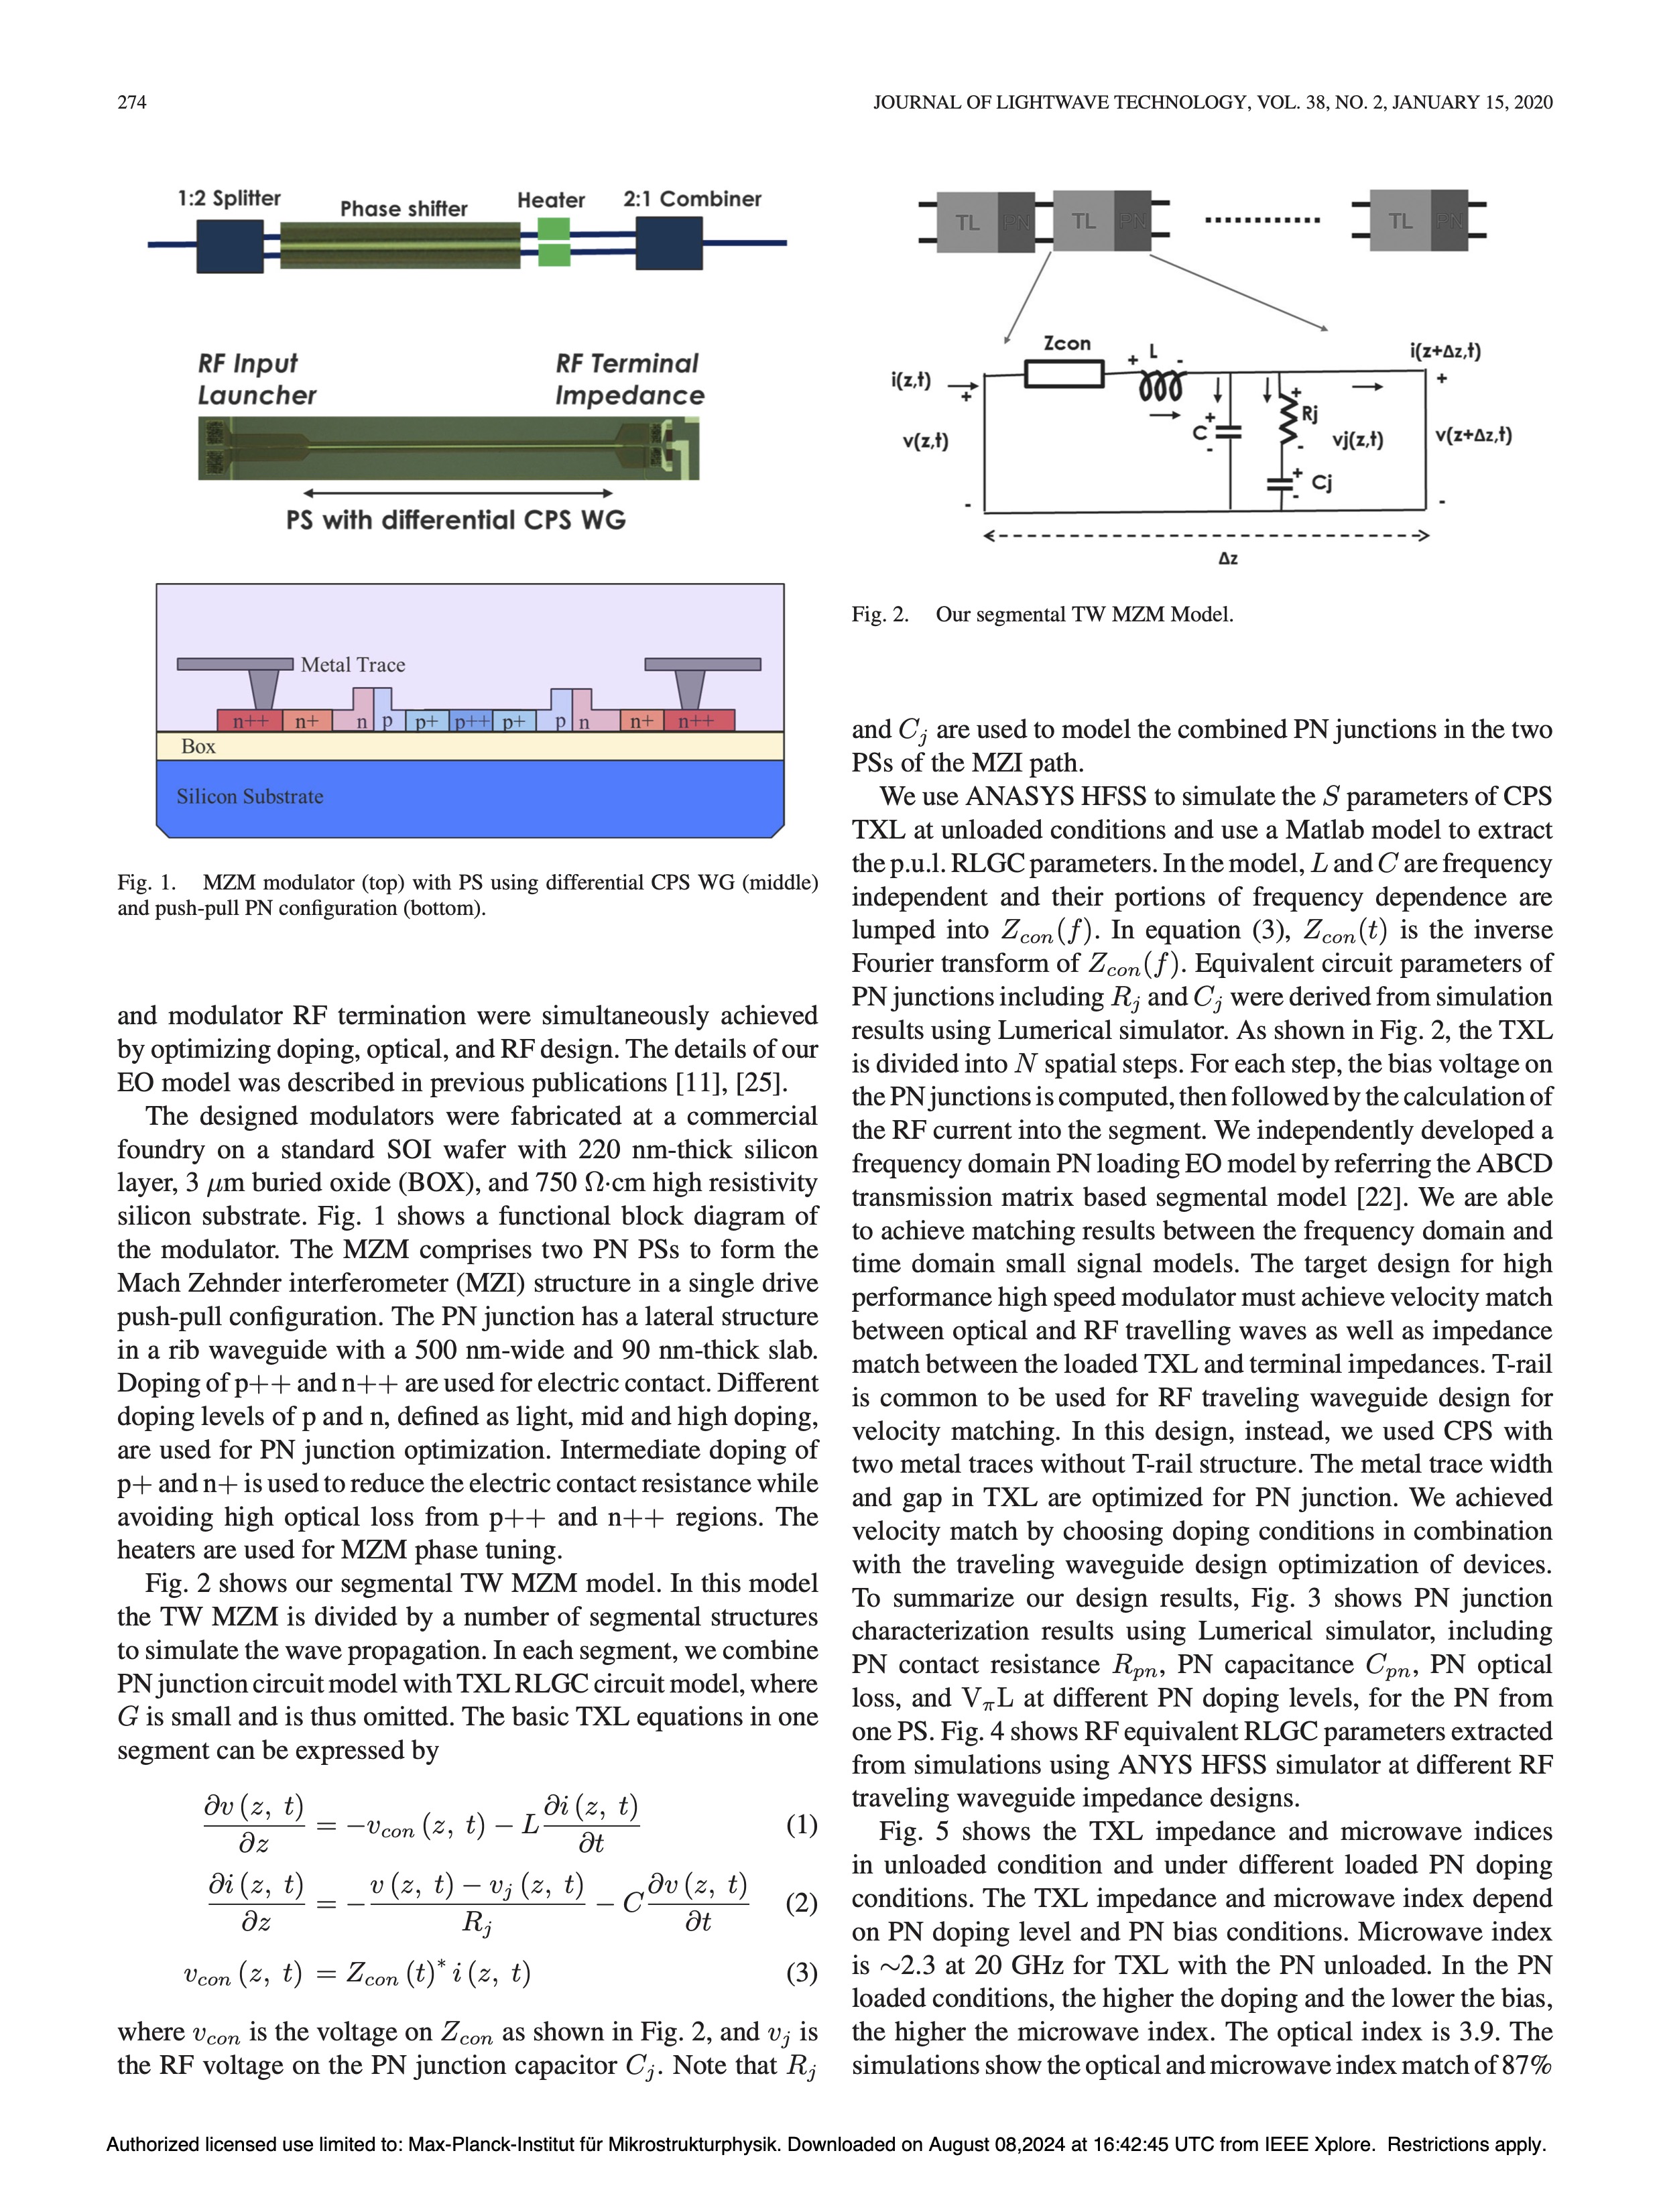 274
JOURNAL OF LIGHTWAVE TECHNOLOGY, VOL. 38, NO. 2, JANUARY 15, 2020
1:2 Splitter
Phase shifter
Heater
2:1 Combiner
RF Input
Launcher
RF Terminal
Impedance
PS with differential CPS WG
Metal Trace
n++ n+ n p p+ p++ p+ p n n+ n++
Box
Silicon Substrate
Fig. 1. MZM modulator (top) with PS using differential CPS WG (middle)
and push-pull PN configuration (bottom).
and modulator RF termination were simultaneously achieved
by optimizing doping, optical, and RF design. The details of our
EO model was described in previous publications [11], [25].
The designed modulators were fabricated at a commercial
foundry on a standard SOI wafer with 220 nm-thick silicon
layer, 3 μm buried oxide (BOX), and 750 Ω·cm high resistivity
silicon substrate. Fig. 1 shows a functional block diagram of
the modulator. The MZM comprises two PN PSs to form the
Mach Zehnder interferometer (MZI) structure in a single drive
push-pull configuration. The PN junction has a lateral structure
in a rib waveguide with a 500 nm-wide and 90 nm-thick slab.
Doping of p++ and n++ are used for electric contact. Different
doping levels of p and n, defined as light, mid and high doping,
are used for PN junction optimization. Intermediate doping of
p+ and n+ is used to reduce the electric contact resistance while
avoiding high optical loss from p++ and n++ regions. The
heaters are used for MZM phase tuning.
Fig. 2 shows our segmental TW MZM model. In this model
the TW MZM is divided by a number of segmental structures
to simulate the wave propagation. In each segment, we combine
PN junction circuit model with TXL RLGC circuit model, where
G is small and is thus omitted. The basic TXL equations in one
segment can be expressed by
∂v (z, t) / ∂z = −v_con (z, t) − L ∂i (z, t) / ∂t (1)
∂i (z, t) / ∂z = − (v (z, t) − v_j (z, t)) / R_j − C ∂v (z, t) / ∂t (2)
v_con (z, t) = Z_con (t)* i (z, t) (3)
where v_con is the voltage on Z_con as shown in Fig. 2, and v_j is
the RF voltage on the PN junction capacitor C_j. Note that R_j
TL PN TL PN TL PN
Zcon
+ L -
i(z,t)
+
v(z,t)
-
C
+
-
+
Rj
-
vj(z,t)
+
Cj
-
i(z+Δz,t)
+
v(z+Δz,t)
-
Δz
Fig. 2. Our segmental TW MZM Model.
and C_j are used to model the combined PN junctions in the two
PSs of the MZI path.
We use ANASYS HFSS to simulate the S parameters of CPS
TXL at unloaded conditions and use a Matlab model to extract
the p.u.l. RLGC parameters. In the model, L and C are frequency
independent and their portions of frequency dependence are
lumped into Z_con(f). In equation (3), Z_con(t) is the inverse
Fourier transform of Z_con(f). Equivalent circuit parameters of
PN junctions including R_j and C_j were derived from simulation
results using Lumerical simulator. As shown in Fig. 2, the TXL
is divided into N spatial steps. For each step, the bias voltage on
the PN junctions is computed, then followed by the calculation of
the RF current into the segment. We independently developed a
frequency domain PN loading EO model by referring the ABCD
transmission matrix based segmental model [22]. We are able
to achieve matching results between the frequency domain and
time domain small signal models. The target design for high
performance high speed modulator must achieve velocity match
between optical and RF travelling waves as well as impedance
match between the loaded TXL and terminal impedances. T-rail
is common to be used for RF traveling waveguide design for
velocity matching. In this design, instead, we used CPS with
two metal traces without T-rail structure. The metal trace width
and gap in TXL are optimized for PN junction. We achieved
velocity match by choosing doping conditions in combination
with the traveling waveguide design optimization of devices.
To summarize our design results, Fig. 3 shows PN junction
characterization results using Lumerical simulator, including
PN contact resistance R_pn, PN capacitance C_pn, PN optical
loss, and V_πL at different PN doping levels, for the PN from
one PS. Fig. 4 shows RF equivalent RLGC parameters extracted
from simulations using ANYS HFSS simulator at different RF
traveling waveguide impedance designs.
Fig. 5 shows the TXL impedance and microwave indices
in unloaded condition and under different loaded PN doping
conditions. The TXL impedance and microwave index depend
on PN doping level and PN bias conditions. Microwave index
is ∼2.3 at 20 GHz for TXL with the PN unloaded. In the PN
loaded conditions, the higher the doping and the lower the bias,
the higher the microwave index. The optical index is 3.9. The
simulations show the optical and microwave index match of 87%
Authorized licensed use limited to: Max-Planck-Institut für Mikrostrukturphysik. Downloaded on August 08,2024 at 16:42:45 UTC from IEEE Xplore. Restrictions apply.